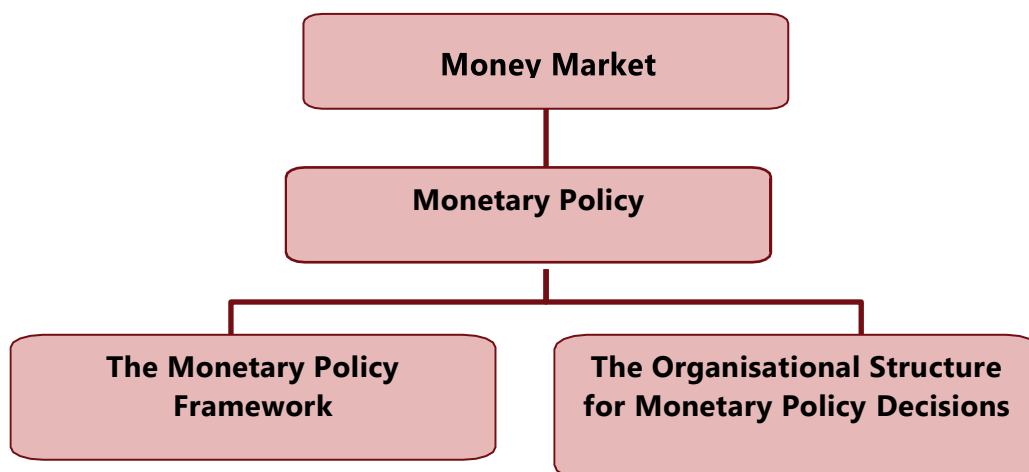 Money Market
Monetary Policy
The Monetary Policy
Framework
The Organisational Structure
for Monetary Policy Decisions